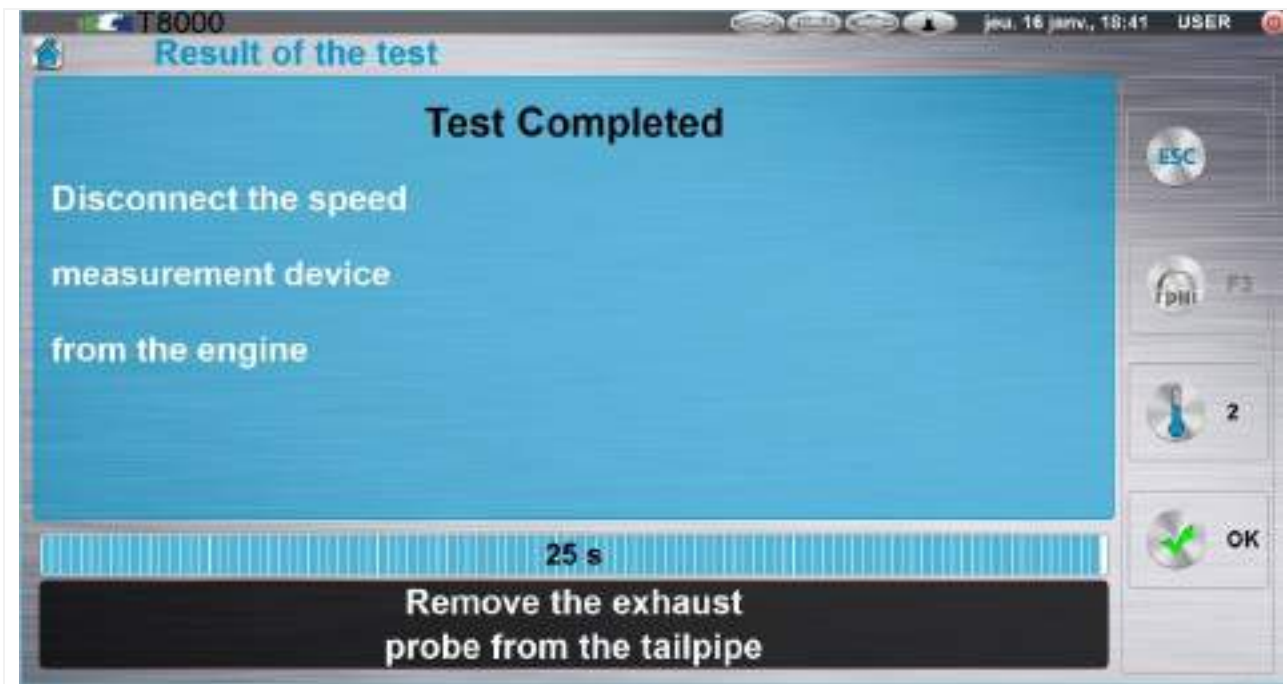 T8000
jeu. 16 janv., 18:41 USER
Result of the test
Test Completed
ESC
Disconnect the speed
measurement device
rpm F3
from the engine
2
25 s
OK
Remove the exhaust
probe from the tailpipe